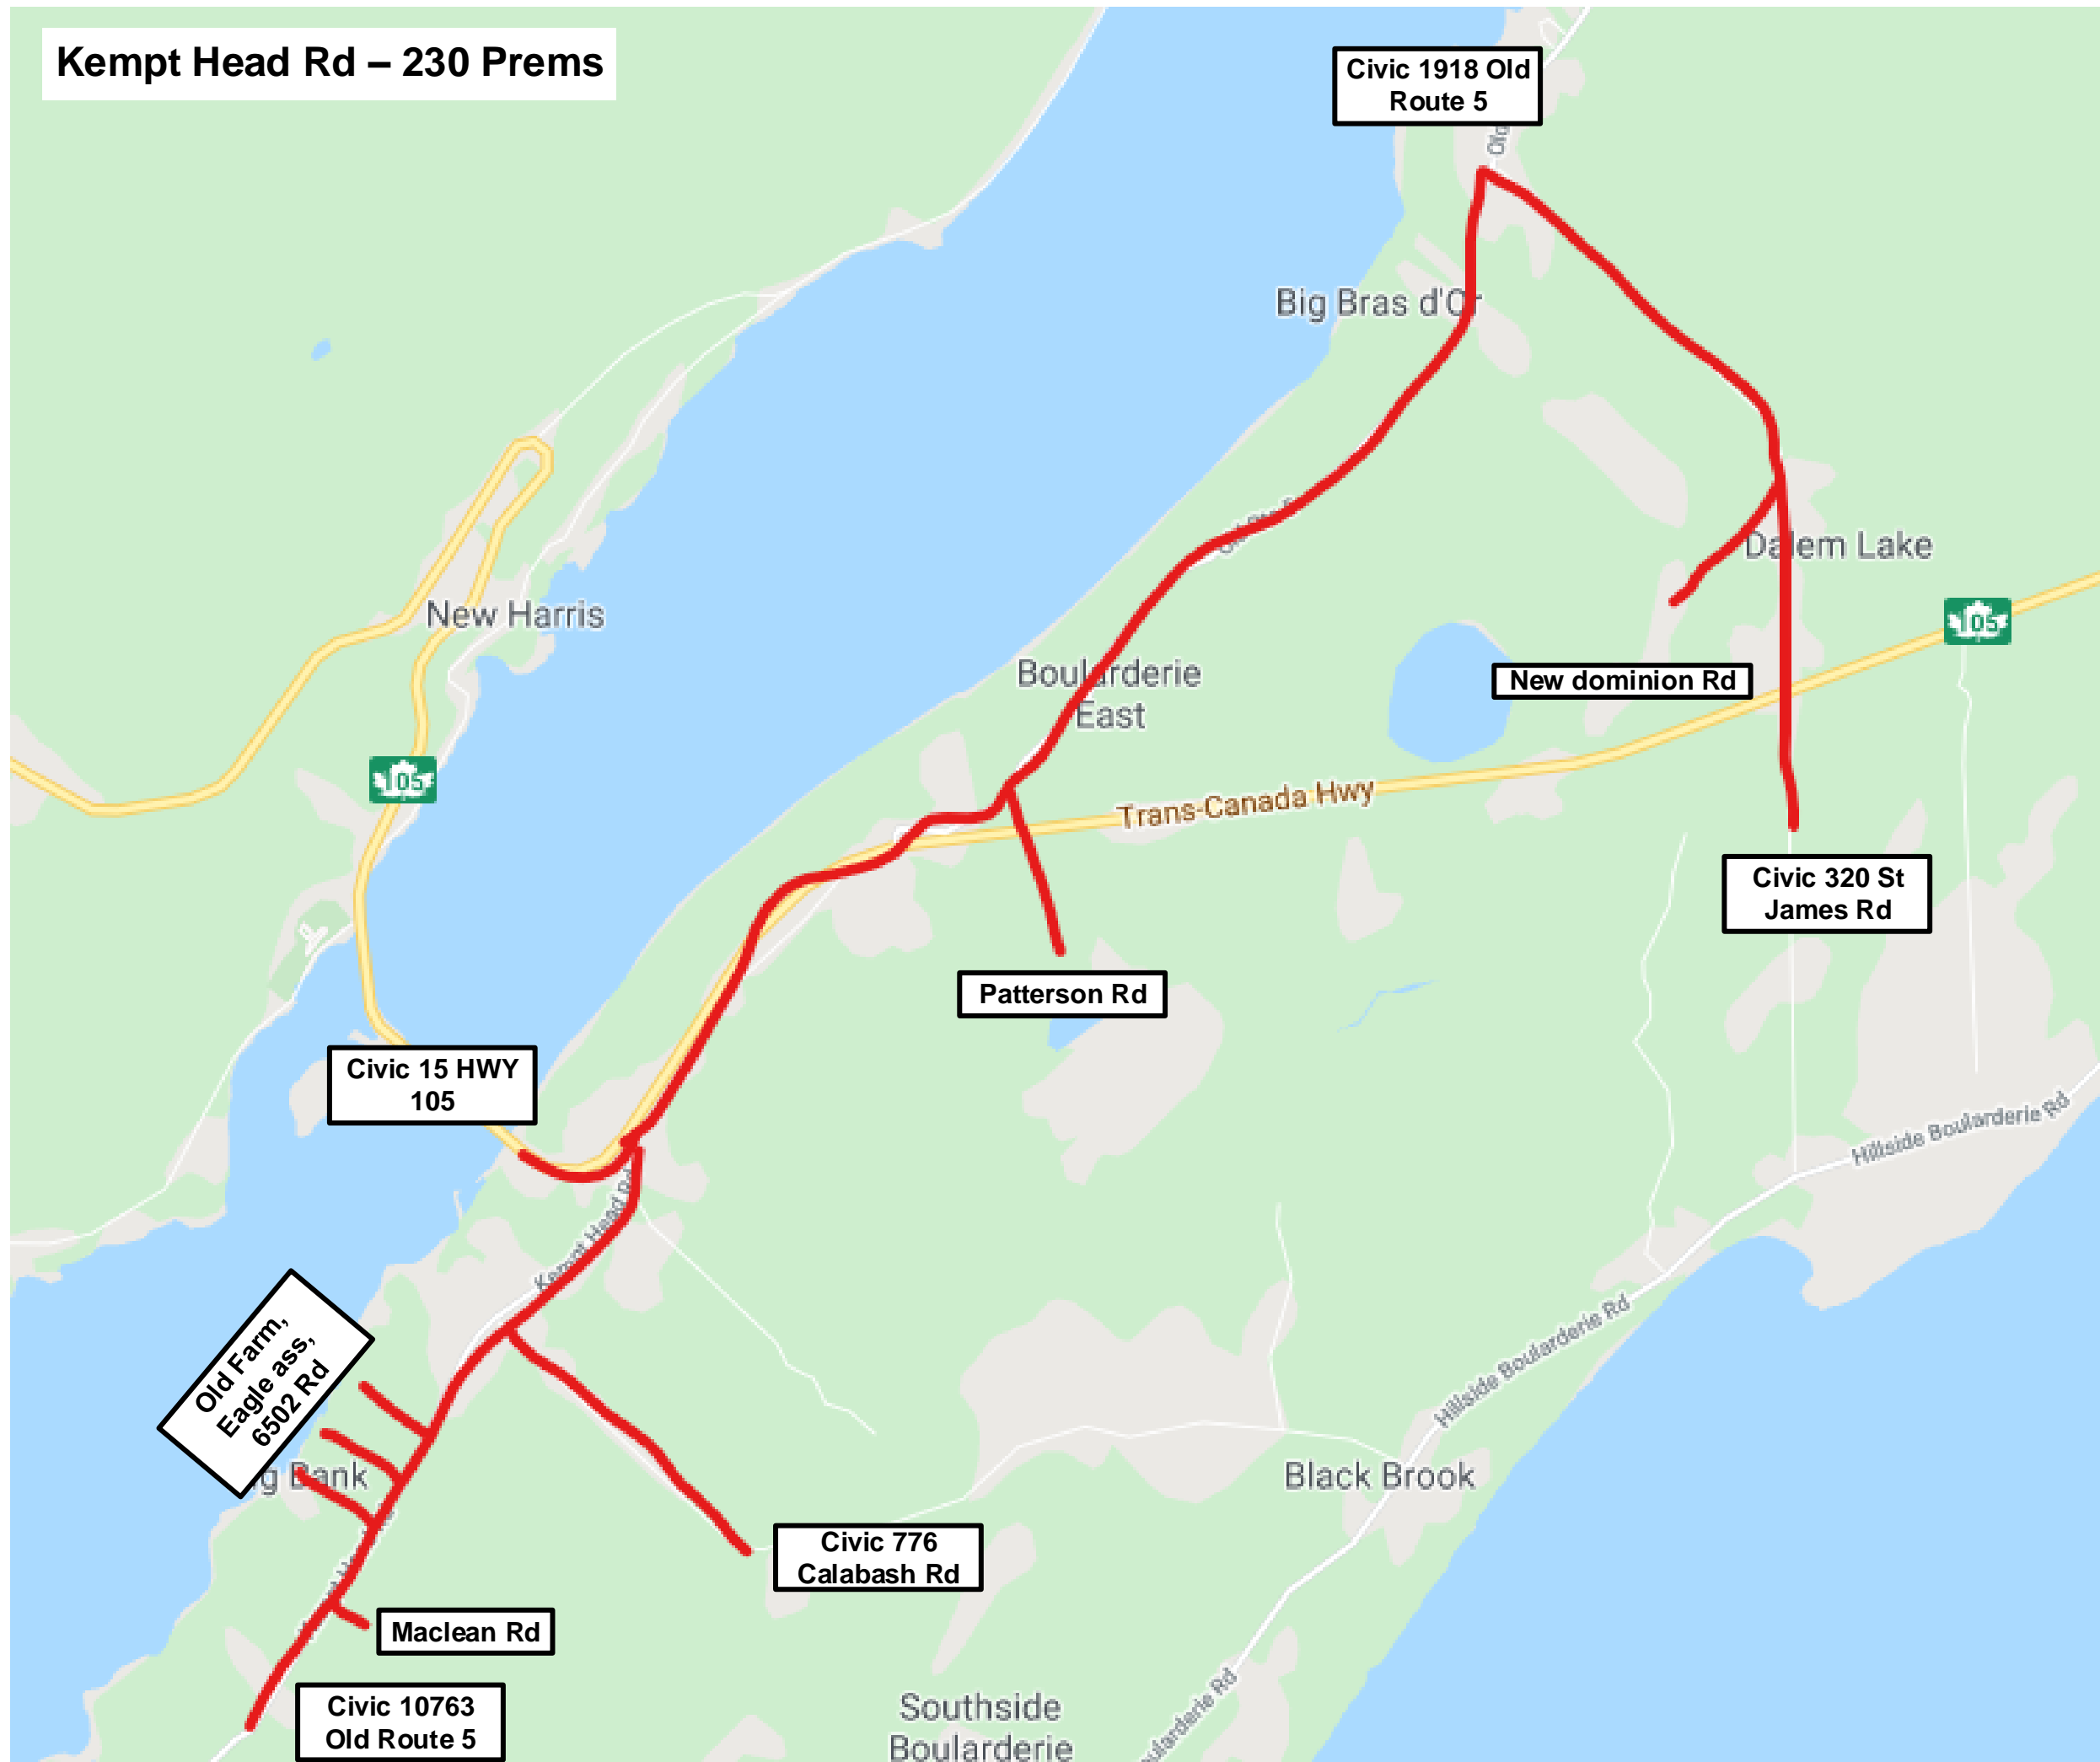 Kempt Head Rd – 230 Prems
Civic 1918 Old
Route 5
Big Bras d'Or
Dalem Lake
New Harris
105
New dominion Rd
Boularderie
East
105
Trans-Canada Hwy
Civic 320 St
James Rd
Patterson Rd
Civic 15 HWY
105
Hillside Boularderie Rd
Kempt Head Rd
Old Farm,
Eagle ass,
6502 Rd
Hillside Boularderie Rd
Bank
Black Brook
Civic 776
Calabash Rd
Maclean Rd
Civic 10763
Old Route 5
Southside
Boularderie
Rd